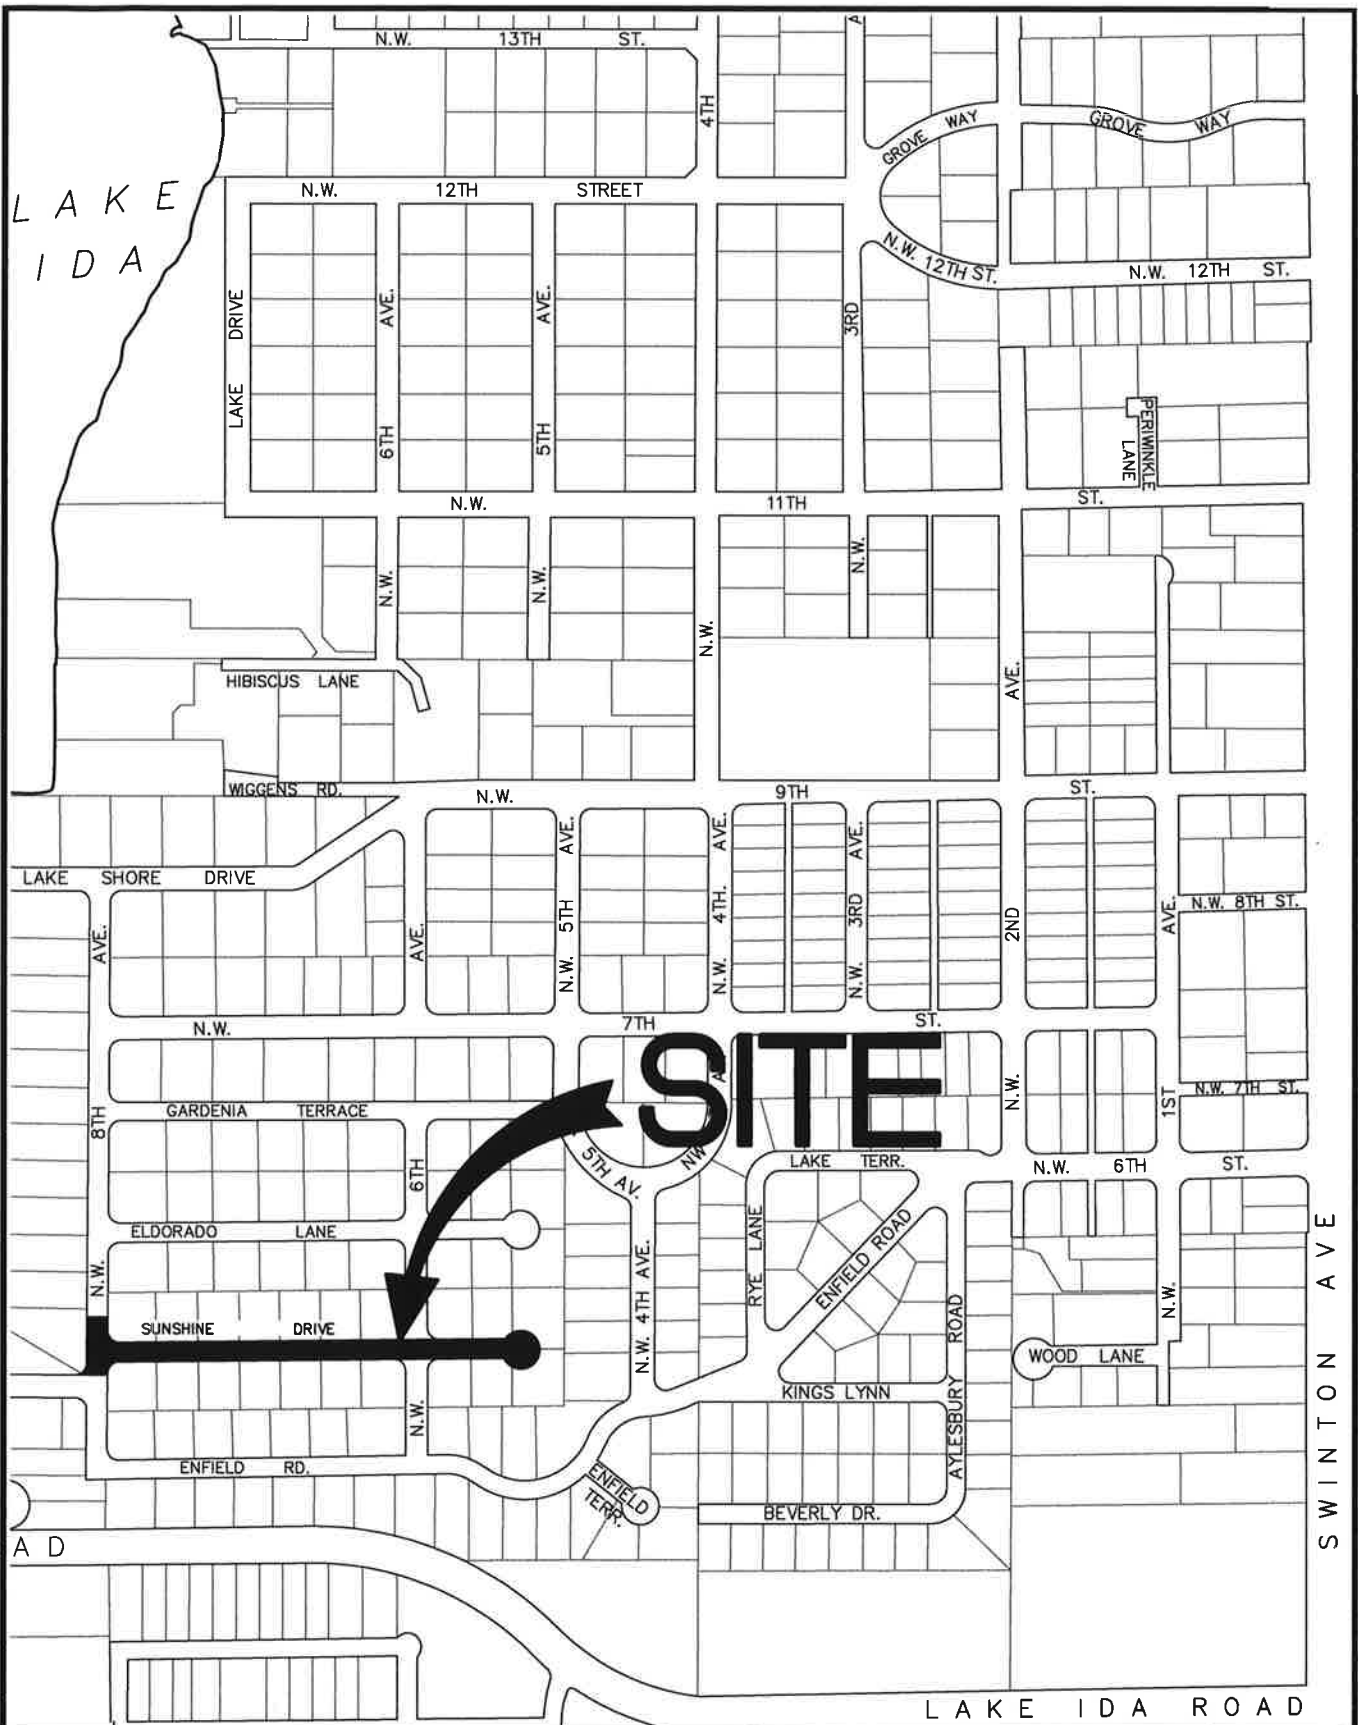 N.W. 13TH ST.
4TH
A
GROVE WAY
GROVE WAY
LAKE
IDA
N.W. 12TH STREET
N.W. 12TH ST.
N.W. 12TH ST.
LAKE DRIVE
6TH AVE.
5TH AVE.
3RD
PERIWINKLE
LANE
N.W. 11TH ST.
N.W.
N.W.
N.W.
N.W.
AVE.
HIBISCUS LANE
WIGGENS RD.
N.W. 9TH ST.
LAKE SHORE DRIVE
AVE.
AVE.
N.W. 5TH AVE.
N.W. 4TH. AVE.
N.W. 3RD AVE.
2ND
AVE.
N.W. 8TH ST.
N.W. 7TH ST.
SITE
A
N.W. 7TH ST.
GARDENIA TERRACE
N.W. 8TH
6TH
N.W.
1ST
5TH AV.
NW
LAKE TERR.
N.W. 6TH ST.
ELDORADO LANE
RYE LANE
ENFIELD ROAD
N.W. 4TH AVE.
SUNSHINE DRIVE
N.W.
WOOD LANE
KINGS LYNN
AYLESBURY ROAD
N.W.
SWINTON AVE
ENFIELD RD.
ENFIELD
TERR.
BEVERLY DR.
AD
LAKE IDA ROAD